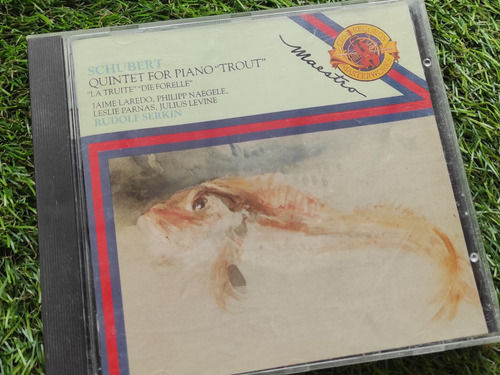 SCHUBERT
QUINTET FOR PIANO "TROUT"
"LA TRUITE" "DIE FORELLE"
JAIME LAREDO, PHILIPP NAEGELE,
LESLIE PARNAS, JULIUS LEVINE
RUDOLF SERKIN
Maestro
MASTERWORKS